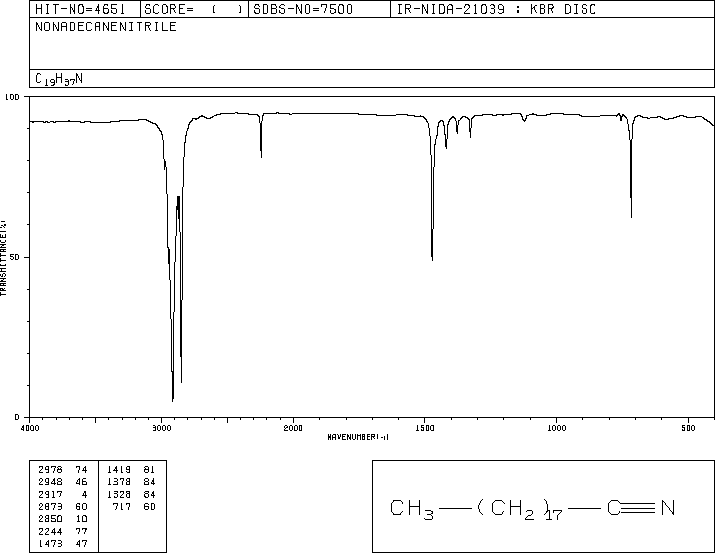 HIT-NO=4651 SCORE= ( ) SDBS-NO=7500 IR-NIDA-21039 : KBR DISC
NONADECANENITRILE
C19H37N
100
50
0
TRANSMITTANCE(%)
4000 3000 2000 1500 1000 500
WAVENUMBER(-1)
2978 74 1419 81
2948 46 1378 84
2917 4 1328 84
2873 60 717 60
2850 10
2244 77
1473 47
CH3—(CH2)17—C≡N